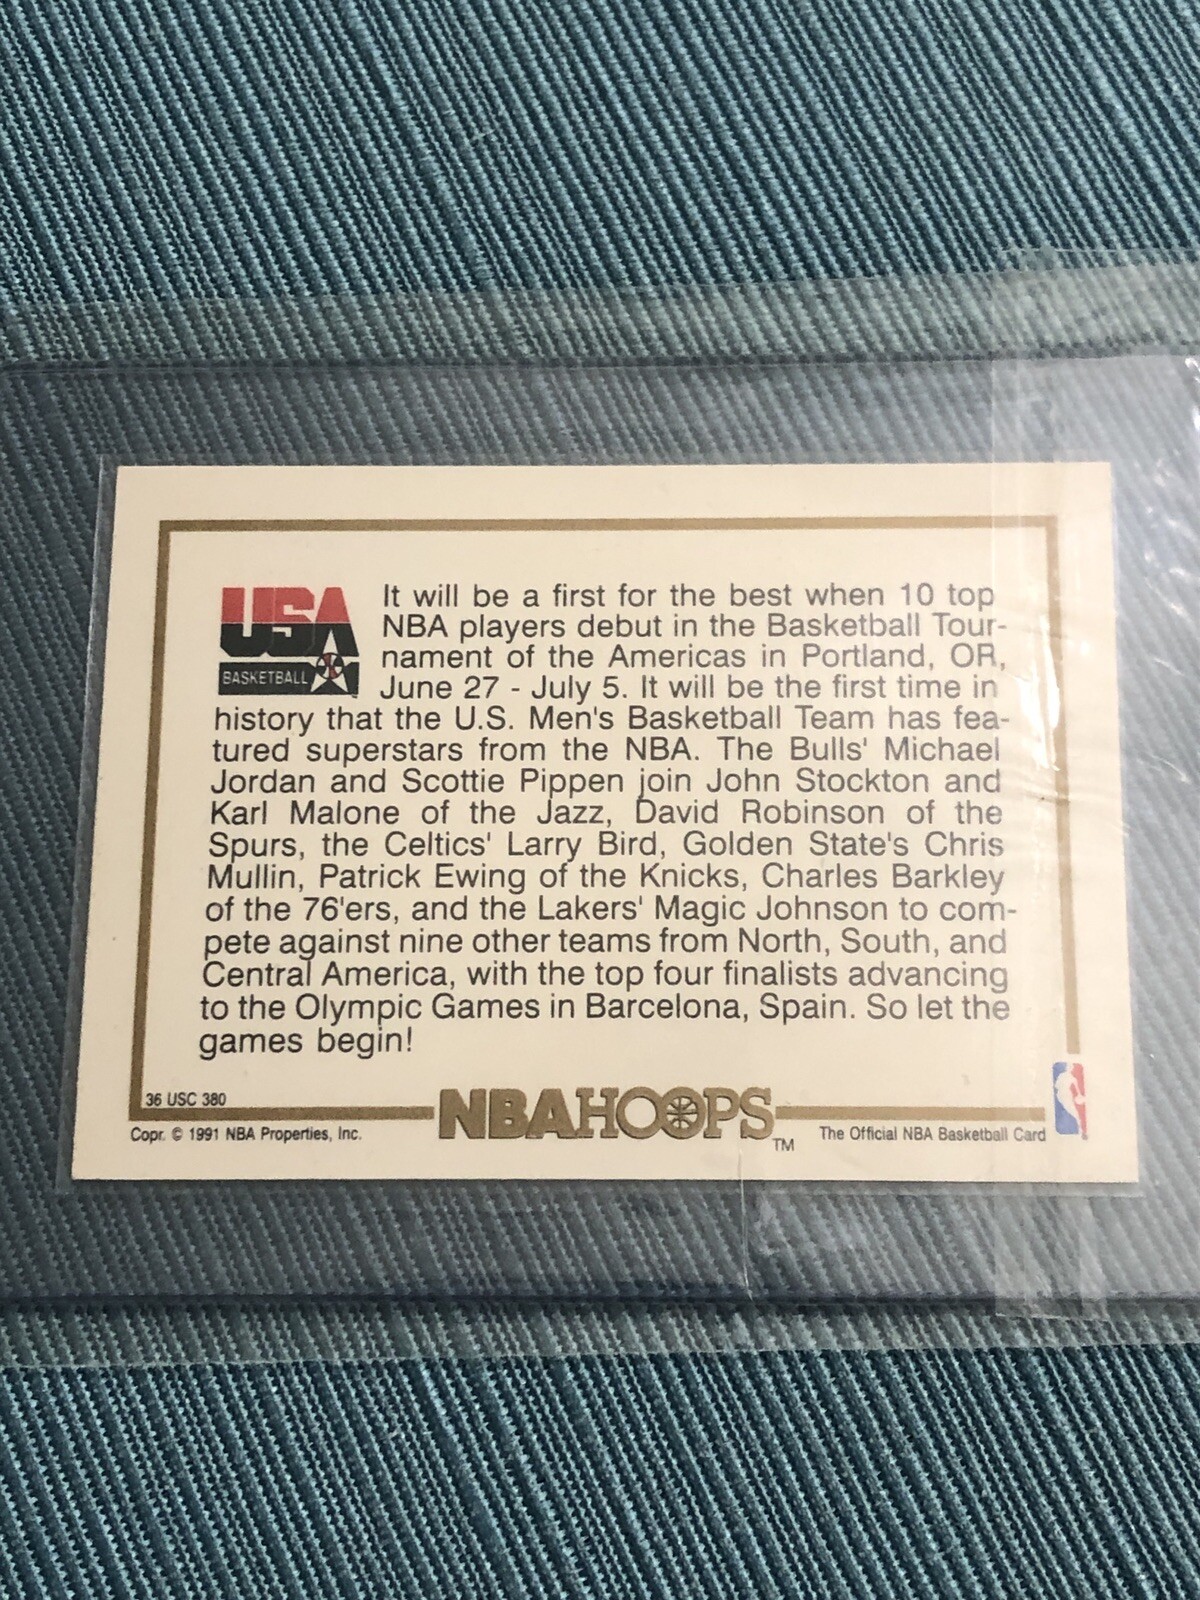 USA
BASKETBALL
It will be a first for the best when 10 top
NBA players debut in the Basketball Tour-
nament of the Americas in Portland, OR,
June 27 - July 5. It will be the first time in
history that the U.S. Men's Basketball Team has fea-
tured superstars from the NBA. The Bulls' Michael
Jordan and Scottie Pippen join John Stockton and
Karl Malone of the Jazz, David Robinson of the
Spurs, the Celtics' Larry Bird, Golden State's Chris
Mullin, Patrick Ewing of the Knicks, Charles Barkley
of the 76'ers, and the Lakers' Magic Johnson to com-
pete against nine other teams from North, South, and
Central America, with the top four finalists advancing
to the Olympic Games in Barcelona, Spain. So let the
games begin!
36 USC 380
Copr. © 1991 NBA Properties, Inc.
NBAHOOPS™
The Official NBA Basketball Card